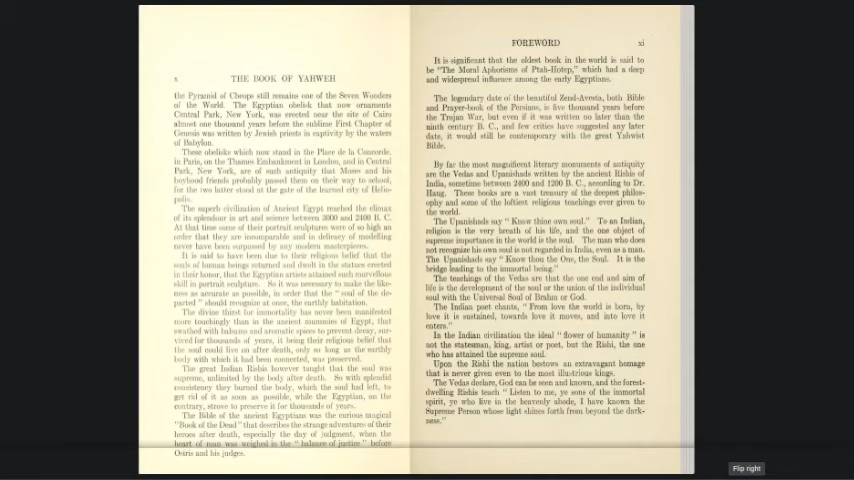 x THE BOOK OF YAHWEH
the Pyramid of Cheops still remains one of the Seven Wonders
of the World. The Egyptian obelisk that now ornaments
Central Park, New York, was erected near the site of Cairo
almost one thousand years before the sublime First Chapter of
Genesis was written by Jewish priests in captivity by the waters
of Babylon.
These obelisks which now stand in the Place de la Concorde,
in Paris, on the Thames Embankment in London, and in Central
Park, New York, are of such antiquity that Moses and his
boyhood friends probably passed them on their way to school,
for the two latter stood at the gate of the learned city of Helio-
polis.
The superb civilization of Ancient Egypt reached the climax
of its splendour in art and science between 3000 and 2400 B. C.
At that time some of their portrait sculptures were of so high an
order that they are incomparable and in delicacy of modelling
never have been surpassed by any modern masterpieces.
It is said to have been due to their religious belief that the
souls of human beings returned and dwelt in the statues erected
in their honor, that the Egyptian artists attained such marvellous
skill in portrait sculpture. So it was necessary to make the like-
ness as accurate as possible, in order that the " soul of the de-
parted " should recognize at once, the earthly habitation.
The divine thirst for immortality has never been manifested
more touchingly than in the ancient mummies of Egypt, that
swathed with balsams and aromatic spices to prevent decay, sur-
vived for thousands of years, it being their religious belief that
the soul could live on after death, only so long as the earthly
body with which it had been connected, was preserved.
The great Indian Rishis however taught that the soul was
supreme, unlimited by the body after death. So with splendid
consistency they burned the body, which the soul had left, to
get rid of it as soon as possible, while the Egyptian, on the
contrary, strove to preserve it for thousands of years.
The Bible of the ancient Egyptians was the curious magical
"Book of the Dead" that describes the strange adventures of their
heroes after death, especially the day of judgment, when the
heart of man was weighed in the " balance of justice " before
Osiris and his judges.
FOREWORD xi
It is significant that the oldest book in the world is said to
be "The Moral Aphorisms of Ptah-Hotep," which had a deep
and widespread influence among the early Egyptians.
The legendary date of the beautiful Zend-Avesta, both Bible
and Prayer-book of the Persians, is five thousand years before
the Trojan War, but even if it was written no later than the
ninth century B. C., and few critics have suggested any later
date, it would still be contemporary with the great Yahwist
Bible.
By far the most magnificent literary monuments of antiquity
are the Vedas and Upanishads written by the ancient Rishis of
India, sometime between 2400 and 1200 B. C., according to Dr.
Haug. These books are a vast treasury of the deepest philos-
ophy and some of the loftiest religious teachings ever given to
the world.
The Upanishads say " Know thine own soul." To an Indian,
religion is the very breath of his life, and the one object of
supreme importance in the world is the soul. The man who does
not recognize his own soul is not regarded in India, even as a man.
The Upanishads say " Know thou the One, the Soul. It is the
bridge leading to the immortal being."
The teachings of the Vedas are that the one end and aim of
life is the development of the soul or the union of the individual
soul with the Universal Soul of Brahm or God.
The Indian poet chants, " From love the world is born, by
love it is sustained, towards love it moves, and into love it
enters."
In the Indian civilization the ideal " flower of humanity " is
not the statesman, king, artist or poet, but the Rishi, the one
who has attained the supreme soul.
Upon the Rishi the nation bestows an extravagant homage
that is never given even to the most illustrious kings.
The Vedas declare, God can be seen and known, and the forest-
dwelling Rishis teach " Listen to me, ye sons of the immortal
spirit, ye who live in the heavenly abode, I have known the
Supreme Person whose light shines forth from beyond the dark-
ness."
Flip right